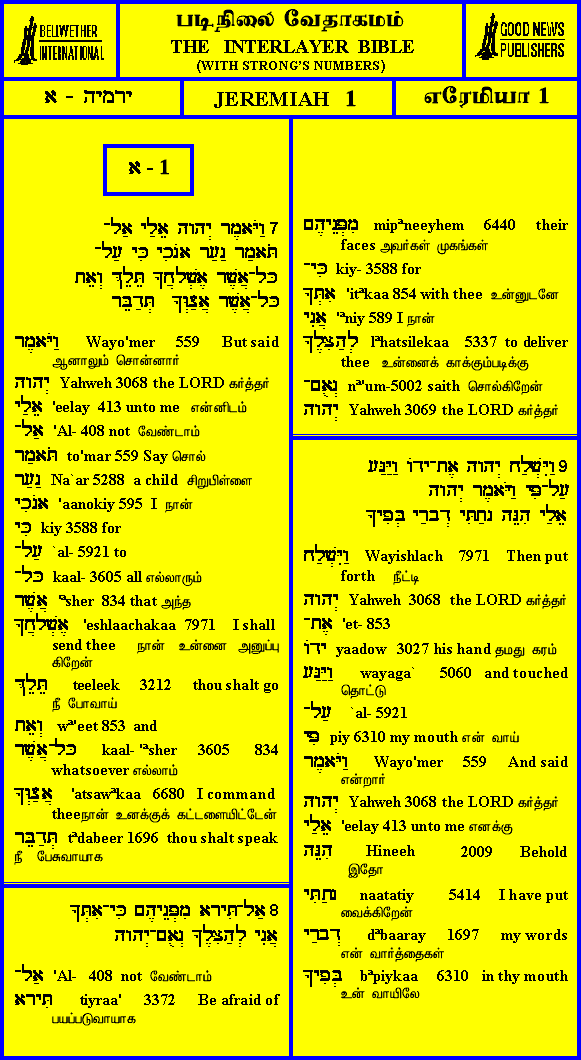 BELLWETHER
INTERNATIONAL
படிநிலை வேதாகமம்
THE INTERLAYER BIBLE
(WITH STRONG'S NUMBERS)
GOOD NEWS
PUBLISHERS
ירמיה - א
JEREMIAH 1
எரேமியா 1
א - 1
7 וַיֹּאמֶר יְהוָה אֵלַי אַל־
תֹּאמַר נַעַר אֹנֹכִי כִּי עַל־
כָּל־אֲשֶׁר אֶשְׁלָחֲךָ תֵּלֵךְ וְאֵת
כָּל־אֲשֶׁר אֲצַוְּךָ תְּדַבֵּר
וַיֹּאמֶר Wayo'mer 559 But said
ஆனாலும் சொன்னார்
יְהוָה Yahweh 3068 the LORD கர்த்தர்
אֵלַי 'eelay 413 unto me என்னிடம்
אַל־ 'Al- 408 not வேண்டாம்
תֹּאמַר to'mar 559 Say சொல்
נַעַר Na`ar 5288 a child சிறுபிள்ளை
אָנֹכִי 'aanokiy 595 I நான்
כִּי kiy 3588 for
עַל־ `al- 5921 to
כָּל־ kaal- 3605 all எல்லாரும்
אֲשֶׁר ªsher 834 that அந்த
אֶשְׁלָחֲךָ 'eshlaachakaa 7971 I shall
send thee நான் உன்னை அனுப்பு
கிறேன்
תֵּלֵךְ teeleek 3212 thou shalt go
நீ போவாய்
וְאֵת wª'eet 853 and
כָּל־אֲשֶׁר kaal- 'ªsher 3605 834
whatsoever எல்லாம்
אֲצַוְּךָ 'atsawªkaa 6680 I command
theeநான் உனக்குக் கட்டளையிட்டேன்
תְּדַבֵּר tªdabeer 1696 thou shalt speak
நீ பேசுவாயாக
8 אַל־תִּירָא מִפְּנֵיהֶם כִּי־אִתְּךָ
אֲנִי לְהַצִּלֶךָ נְאֻם־יְהוָה
אַל־ 'Al- 408 not வேண்டாம்
תִּירָא tiyraa' 3372 Be afraid of
பயப்படுவாயாக
מִפְּנֵיהֶם mipªneeyhem 6440 their
faces அவர்கள் முகங்கள்
כִּי־ kiy- 3588 for
אִתְּךָ 'itªkaa 854 with thee உன்னுடனே
אֲנִי 'ªniy 589 I நான்
לְהַצִּלֶךָ lªhatsilekaa 5337 to deliver
thee உன்னைக் காக்கும்படிக்கு
נְאֻם־ nª'um-5002 saith சொல்கிறேன்
יְהוָה Yahweh 3069 the LORD கர்த்தர்
9 וַיִּשְׁלַח יְהוָה אֶת־יָדוֹ וַיַּגַּע
עַל־פִּי וַיֹּאמֶר יְהוָה
אֵלַי הִנֵּה נָתַתִּי דְבָרַי בְּפִיךָ
וַיִּשְׁלַח Wayishlach 7971 Then put
forth நீட்டி
יְהוָה Yahweh 3068 the LORD கர்த்தர்
אֶת־ 'et- 853
יָדוֹ yaadow 3027 his hand தமது கரம்
וַיַּגַּע wayaga` 5060 and touched
தொட்டு
עַל־ `al- 5921
פִּי piy 6310 my mouth என் வாய்
וַיֹּאמֶר Wayo'mer 559 And said
என்றார்
יְהוָה Yahweh 3068 the LORD கர்த்தர்
אֵלַי 'eelay 413 unto me எனக்கு
הִנֵּה Hineeh 2009 Behold
இதோ
נָתַתִּי naatatiy 5414 I have put
வைக்கிறேன்
דְבָרַי dªbaaray 1697 my words
என் வார்த்தைகள்
בְּפִיךָ bªpiykaa 6310 in thy mouth
உன் வாயிலே